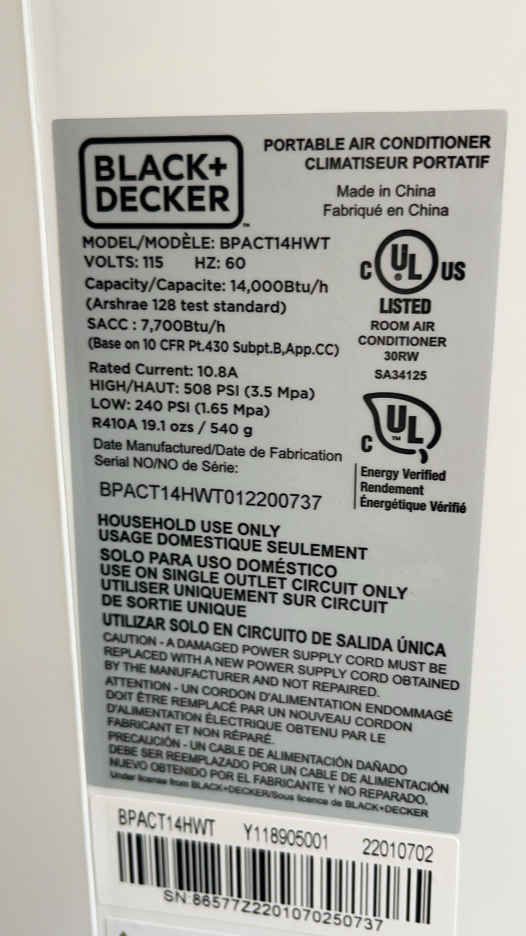 BLACK+
DECKER™
PORTABLE AIR CONDITIONER
CLIMATISEUR PORTATIF
Made in China
Fabriqué en China
MODEL/MODÈLE: BPACT14HWT
VOLTS: 115 HZ: 60
Capacity/Capacite: 14,000Btu/h
(Arshrae 128 test standard)
SACC : 7,700Btu/h
(Base on 10 CFR Pt.430 Subpt.B,App.CC)
Rated Current: 10.8A
HIGH/HAUT: 508 PSI (3.5 Mpa)
LOW: 240 PSI (1.65 Mpa)
R410A 19.1 ozs / 540 g
Date Manufactured/Date de Fabrication
Serial NO/NO de Série:
BPACT14HWT012200737
C UL US
LISTED
ROOM AIR
CONDITIONER
30RW
SA34125
C UL™
Energy Verified
Rendement
Énergétique Vérifié
HOUSEHOLD USE ONLY
USAGE DOMESTIQUE SEULEMENT
SOLO PARA USO DOMÉSTICO
USE ON SINGLE OUTLET CIRCUIT ONLY
UTILISER UNIQUEMENT SUR CIRCUIT
DE SORTIE UNIQUE
UTILIZAR SOLO EN CIRCUITO DE SALIDA ÚNICA
CAUTION - A DAMAGED POWER SUPPLY CORD MUST BE
REPLACED WITH A NEW POWER SUPPLY CORD OBTAINED
BY THE MANUFACTURER AND NOT REPAIRED.
ATTENTION - UN CORDON D'ALIMENTATION ENDOMMAGÉ
DOIT ÊTRE REMPLACÉ PAR UN NOUVEAU CORDON
D'ALIMENTATION ÉLECTRIQUE OBTENU PAR LE
FABRICANT ET NON RÉPARÉ.
PRECAUCIÓN - UN CABLE DE ALIMENTACIÓN DAÑADO
DEBE SER REEMPLAZADO POR UN CABLE DE ALIMENTACIÓN
NUEVO OBTENIDO POR EL FABRICANTE Y NO REPARADO.
Under license from BLACK+DECKER/Sous licence de BLACK+DECKER
BPACT14HWT Y118905001 22010702
SN:86577Z2201070250737